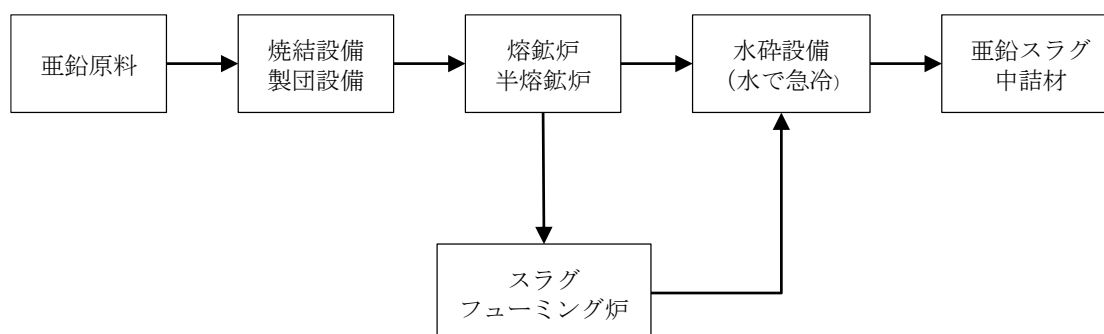 亜鉛原料
焼結設備
製団設備
熔鉱炉
半熔鉱炉
水砕設備
(水で急冷)
亜鉛スラグ
中詰材
スラグ
フューミング炉